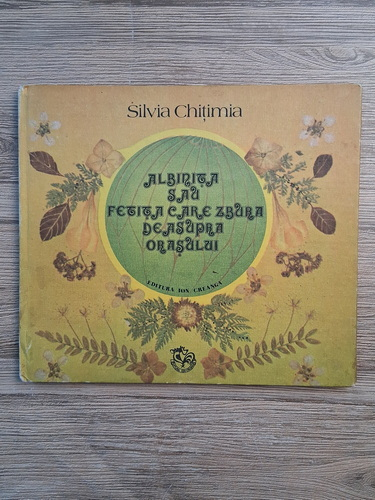 Silvia Chițimia
ALBINIȚA
SAU
FETIȚA CARE ZBURA
DEASUPRA
ORAȘULUI
EDITURA ION CREANGĂ